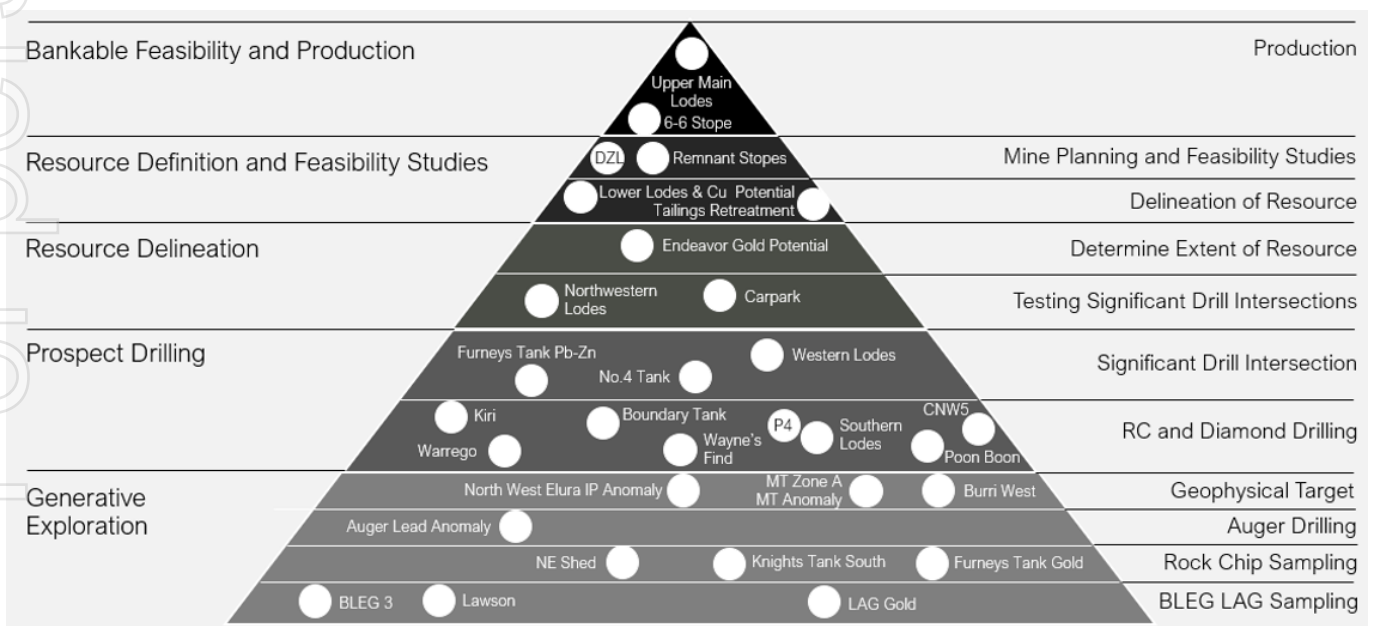 Bankable Feasibility and Production
Production
Upper Main
Lodes
6-6 Stope
Resource Definition and Feasibility Studies
DZL
Remnant Stopes
Mine Planning and Feasibility Studies
Lower Lodes & Cu Potential
Tailings Retreatment
Delineation of Resource
Resource Delineation
Endeavor Gold Potential
Determine Extent of Resource
Northwestern
Lodes
Carpark
Testing Significant Drill Intersections
Prospect Drilling
Furneys Tank Pb-Zn
No.4 Tank
Western Lodes
Significant Drill Intersection
Kiri
Warrego
Boundary Tank
Wayne's
Find
P4
Southern
Lodes
CNW5
Poon Boon
RC and Diamond Drilling
Generative
Exploration
North West Elura IP Anomaly
MT Zone A
MT Anomaly
Burri West
Geophysical Target
Auger Lead Anomaly
Auger Drilling
NE Shed
Knights Tank South
Furneys Tank Gold
Rock Chip Sampling
BLEG 3
Lawson
LAG Gold
BLEG LAG Sampling